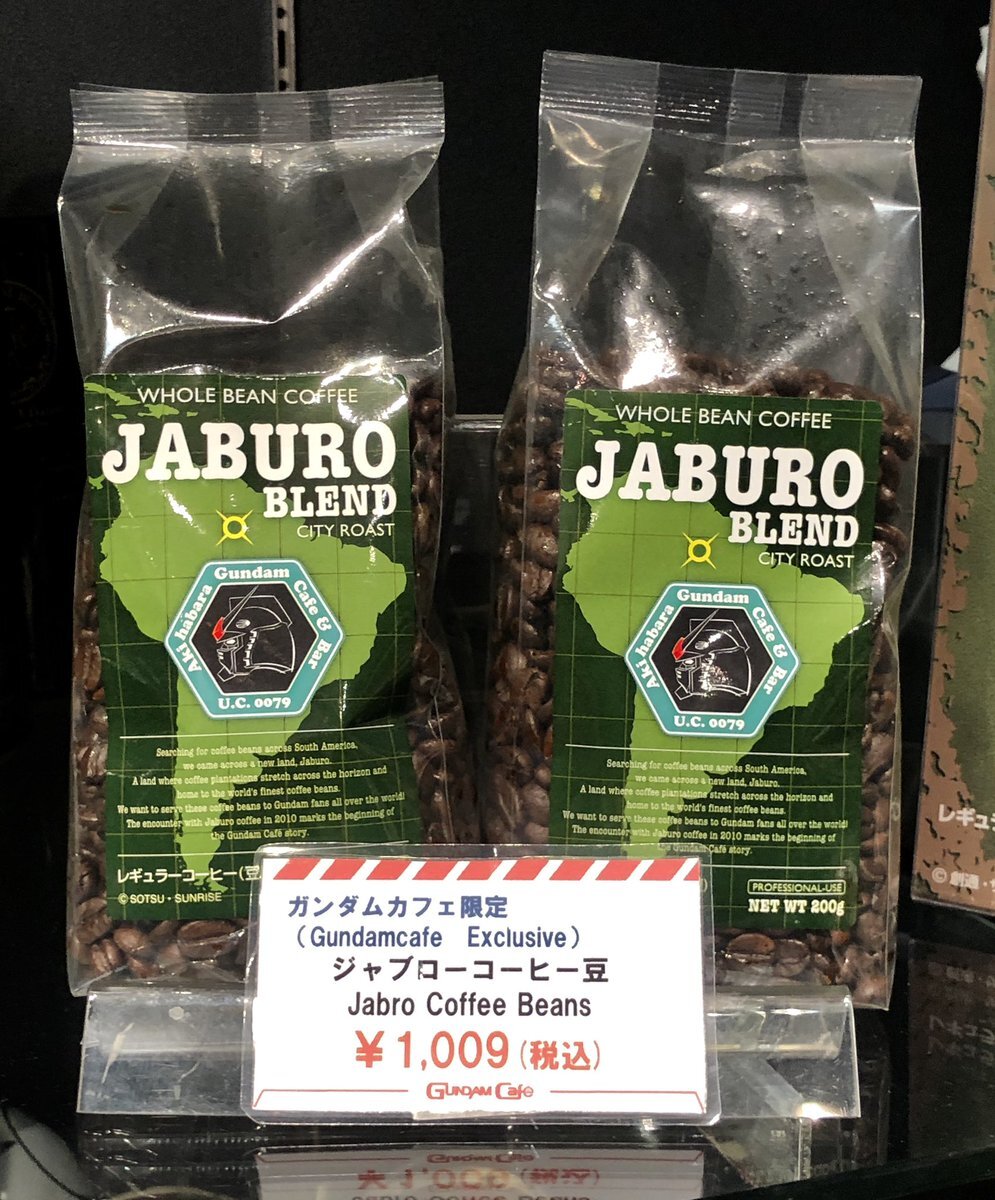 WHOLE BEAN COFFEE
JABURO
BLEND
CITY ROAST
Akihabara Gundam Cafe & Bar
U.C. 0079
Searching for coffee beans across South America,
we came across a new land, Jaburo.
A land where coffee plantations stretch across the horizon and
home to the world's finest coffee beans.
We want to serve these coffee beans to Gundam fans all over the world!
The encounter with Jaburo coffee in 2010 marks the beginning of
the Gundam Café story.
レギュラーコーヒー(豆
©SOTSU・SUNRISE
WHOLE BEAN COFFEE
JABURO
BLEND
CITY ROAST
Akihabara Gundam Cafe & Bar
U.C. 0079
Searching for coffee beans across South America,
we came across a new land, Jaburo.
A land where coffee plantations stretch across the horizon and
home to the world's finest coffee beans.
We want to serve these coffee beans to Gundam fans all over the world!
The encounter with Jaburo coffee in 2010 marks the beginning of
the Gundam Café story.
PROFESSIONAL-USE
NET WT 200g
レギュ
©創通・
ガンダムカフェ限定
(Gundamcafe Exclusive)
ジャブローコーヒー豆
Jabro Coffee Beans
¥1,009(税込)
GUNDAM Cafe